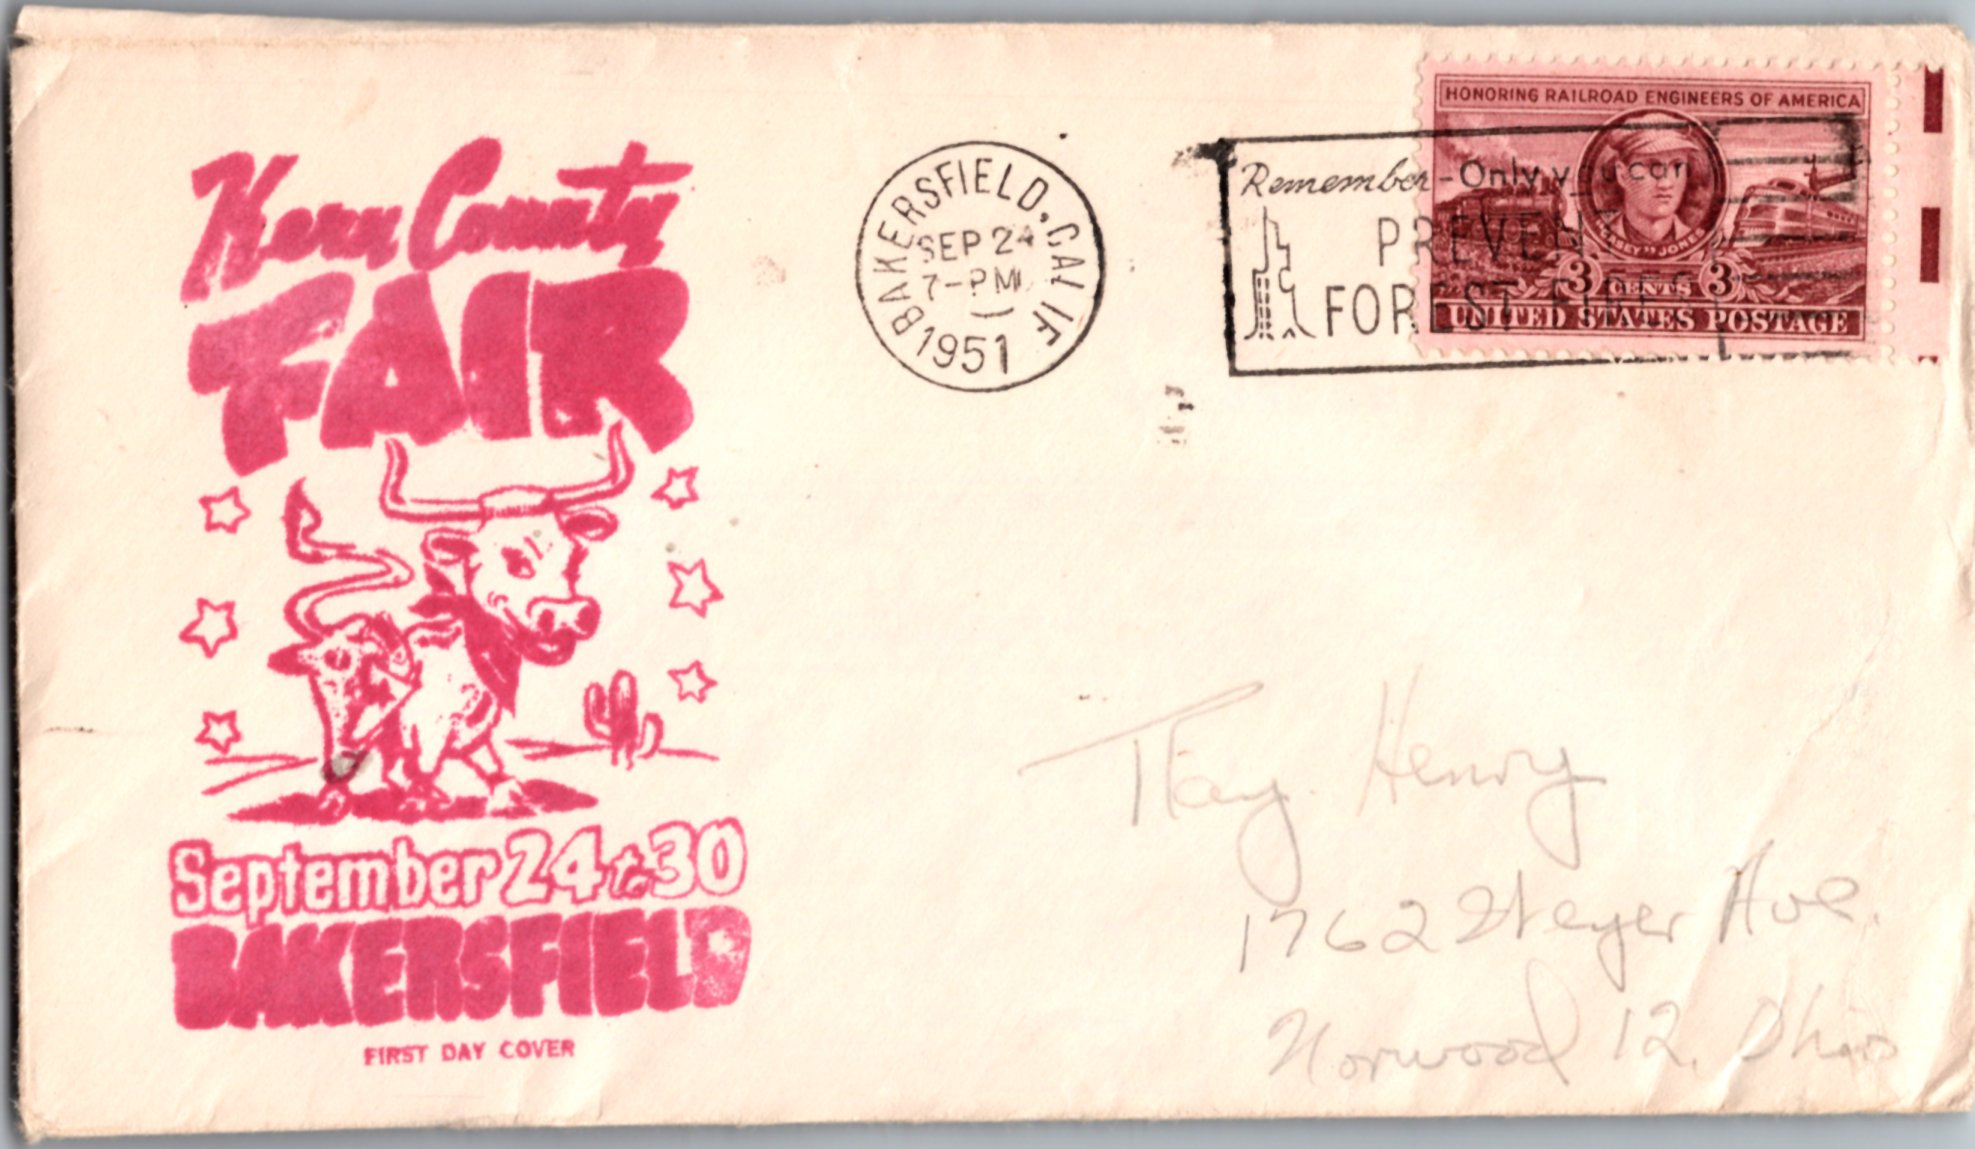 Kern County
FAIR
September 24 to 30
BAKERSFIELD
FIRST DAY COVER
BAKERSFIELD, CALIF
SEP 24
7-PM
1951
Remember-Only you can
PREVENT
FOREST FIRES
HONORING RAILROAD ENGINEERS OF AMERICA
"CASEY" JONES
3 CENTS 3
UNITED STATES POSTAGE
Henry
1762 Steyer Ave.
Norwood 12, Ohio